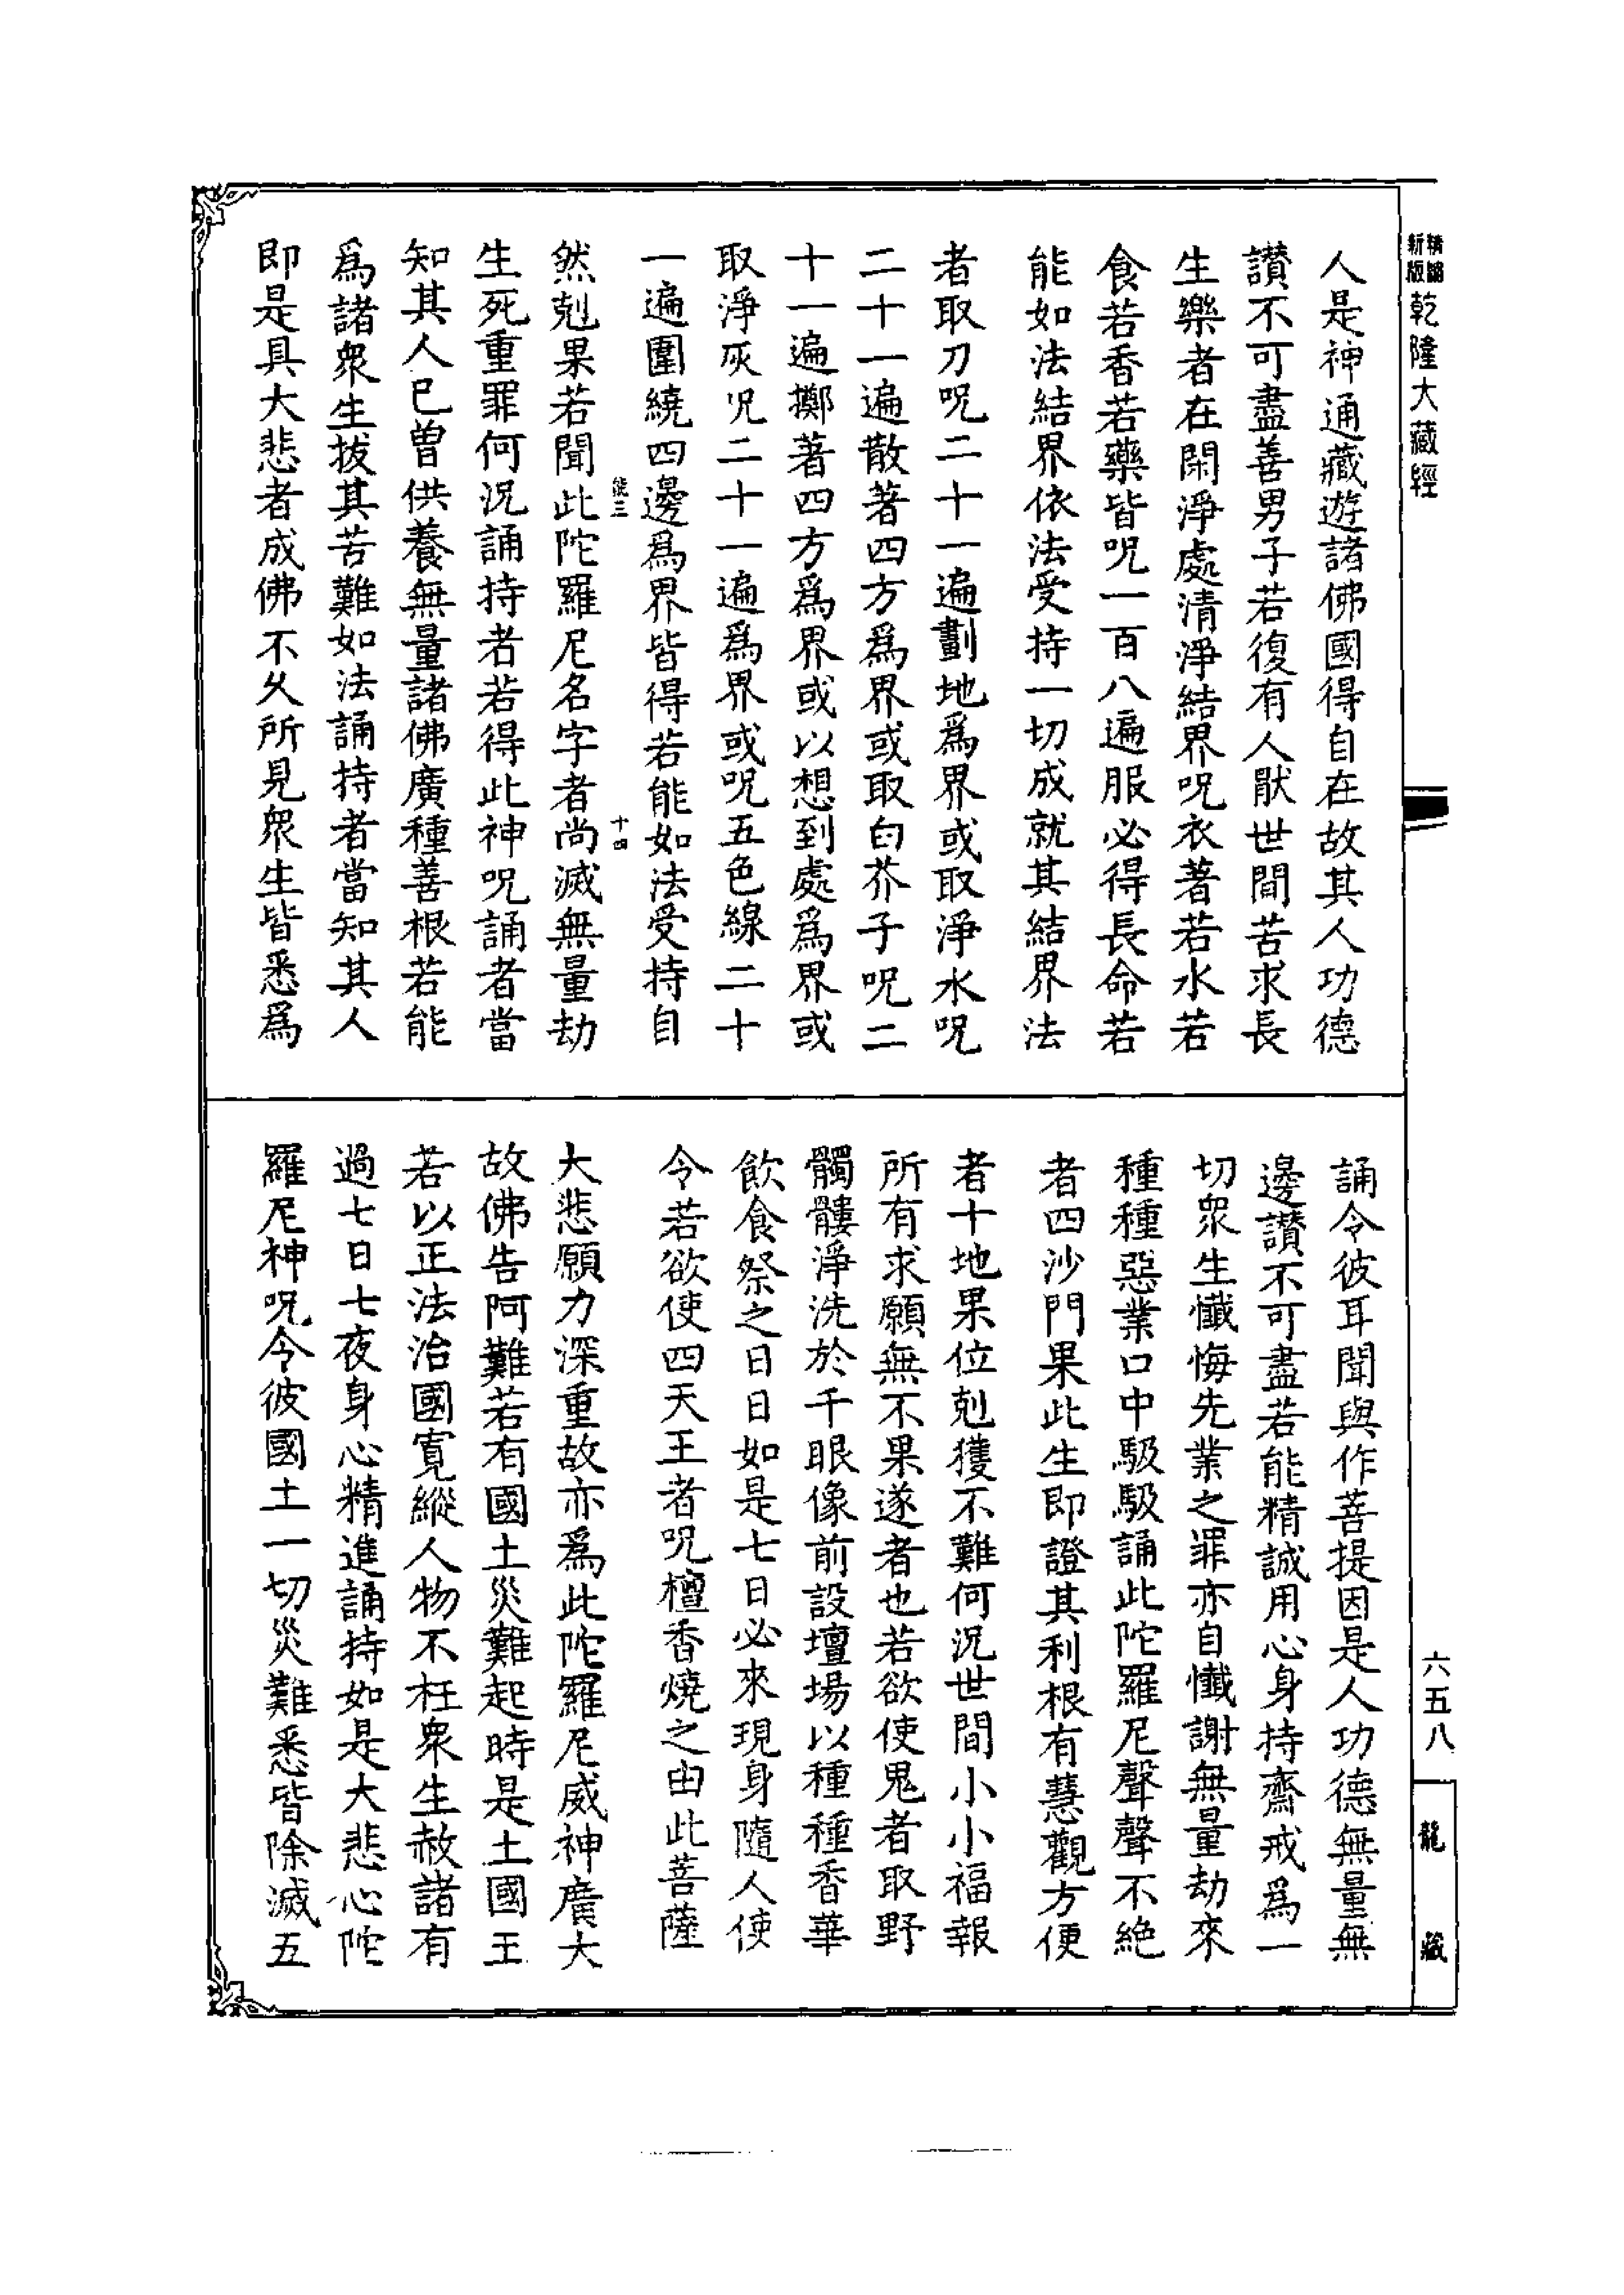 新版
精縮
乾隆大藏經
人是神通藏遊諸佛國得自在故其人功德
讃不可盡善男子若復有人猒世間苦求長
生樂者在閑淨處清淨結界呪衣著若水若
食若香若藥皆呪一百八遍服必得長命若
能如法結界依法受持一切成就其結界法
者取刀呪二十一遍劃地爲界或取淨水呪
二十一遍散著四方爲界或取白芥子呪二
十一遍擲著四方爲界或以想到處爲界或
取淨灰呪二十一遍爲界或呪五色線二十
一遍圍繞四邊爲界皆得若能如法受持自
十四
然剋果若聞此陀羅尼名字者尚滅無量劫
生死重罪何況誦持者若得此神呪誦者當
知其人已曾供養無量諸佛廣種善根若能
爲諸衆生拔其苦難如法誦持者當知其人
即是具大悲者成佛不久所見衆生皆悉爲
誦令彼耳聞與作菩提因是人功德無量無
邊讃不可盡若能精誠用心身持齋戒爲一
切衆生懺悔先業之罪亦自懺謝無量劫來
種種惡業口中馺馺誦此陀羅尼聲聲不絶
者四沙門果此生即證其利根有慧觀方便
者十地果位剋獲不難何況世間小小福報
所有求願無不果遂者也若欲使鬼者取野
髑髏淨洗於千眼像前設壇場以種種香華
飲食祭之日日如是七日必來現身隨人使
令若欲使四天王者呪檀香燒之由此菩薩
大悲願力深重故亦爲此陀羅尼威神廣大
故佛告阿難若有國土災難起時是土國王
若以正法治國寬縱人物不枉衆生赦諸有
過七日七夜身心精進誦持如是大悲心陀
羅尼神呪令彼國土一切災難悉皆除滅五
六五八
龍藏